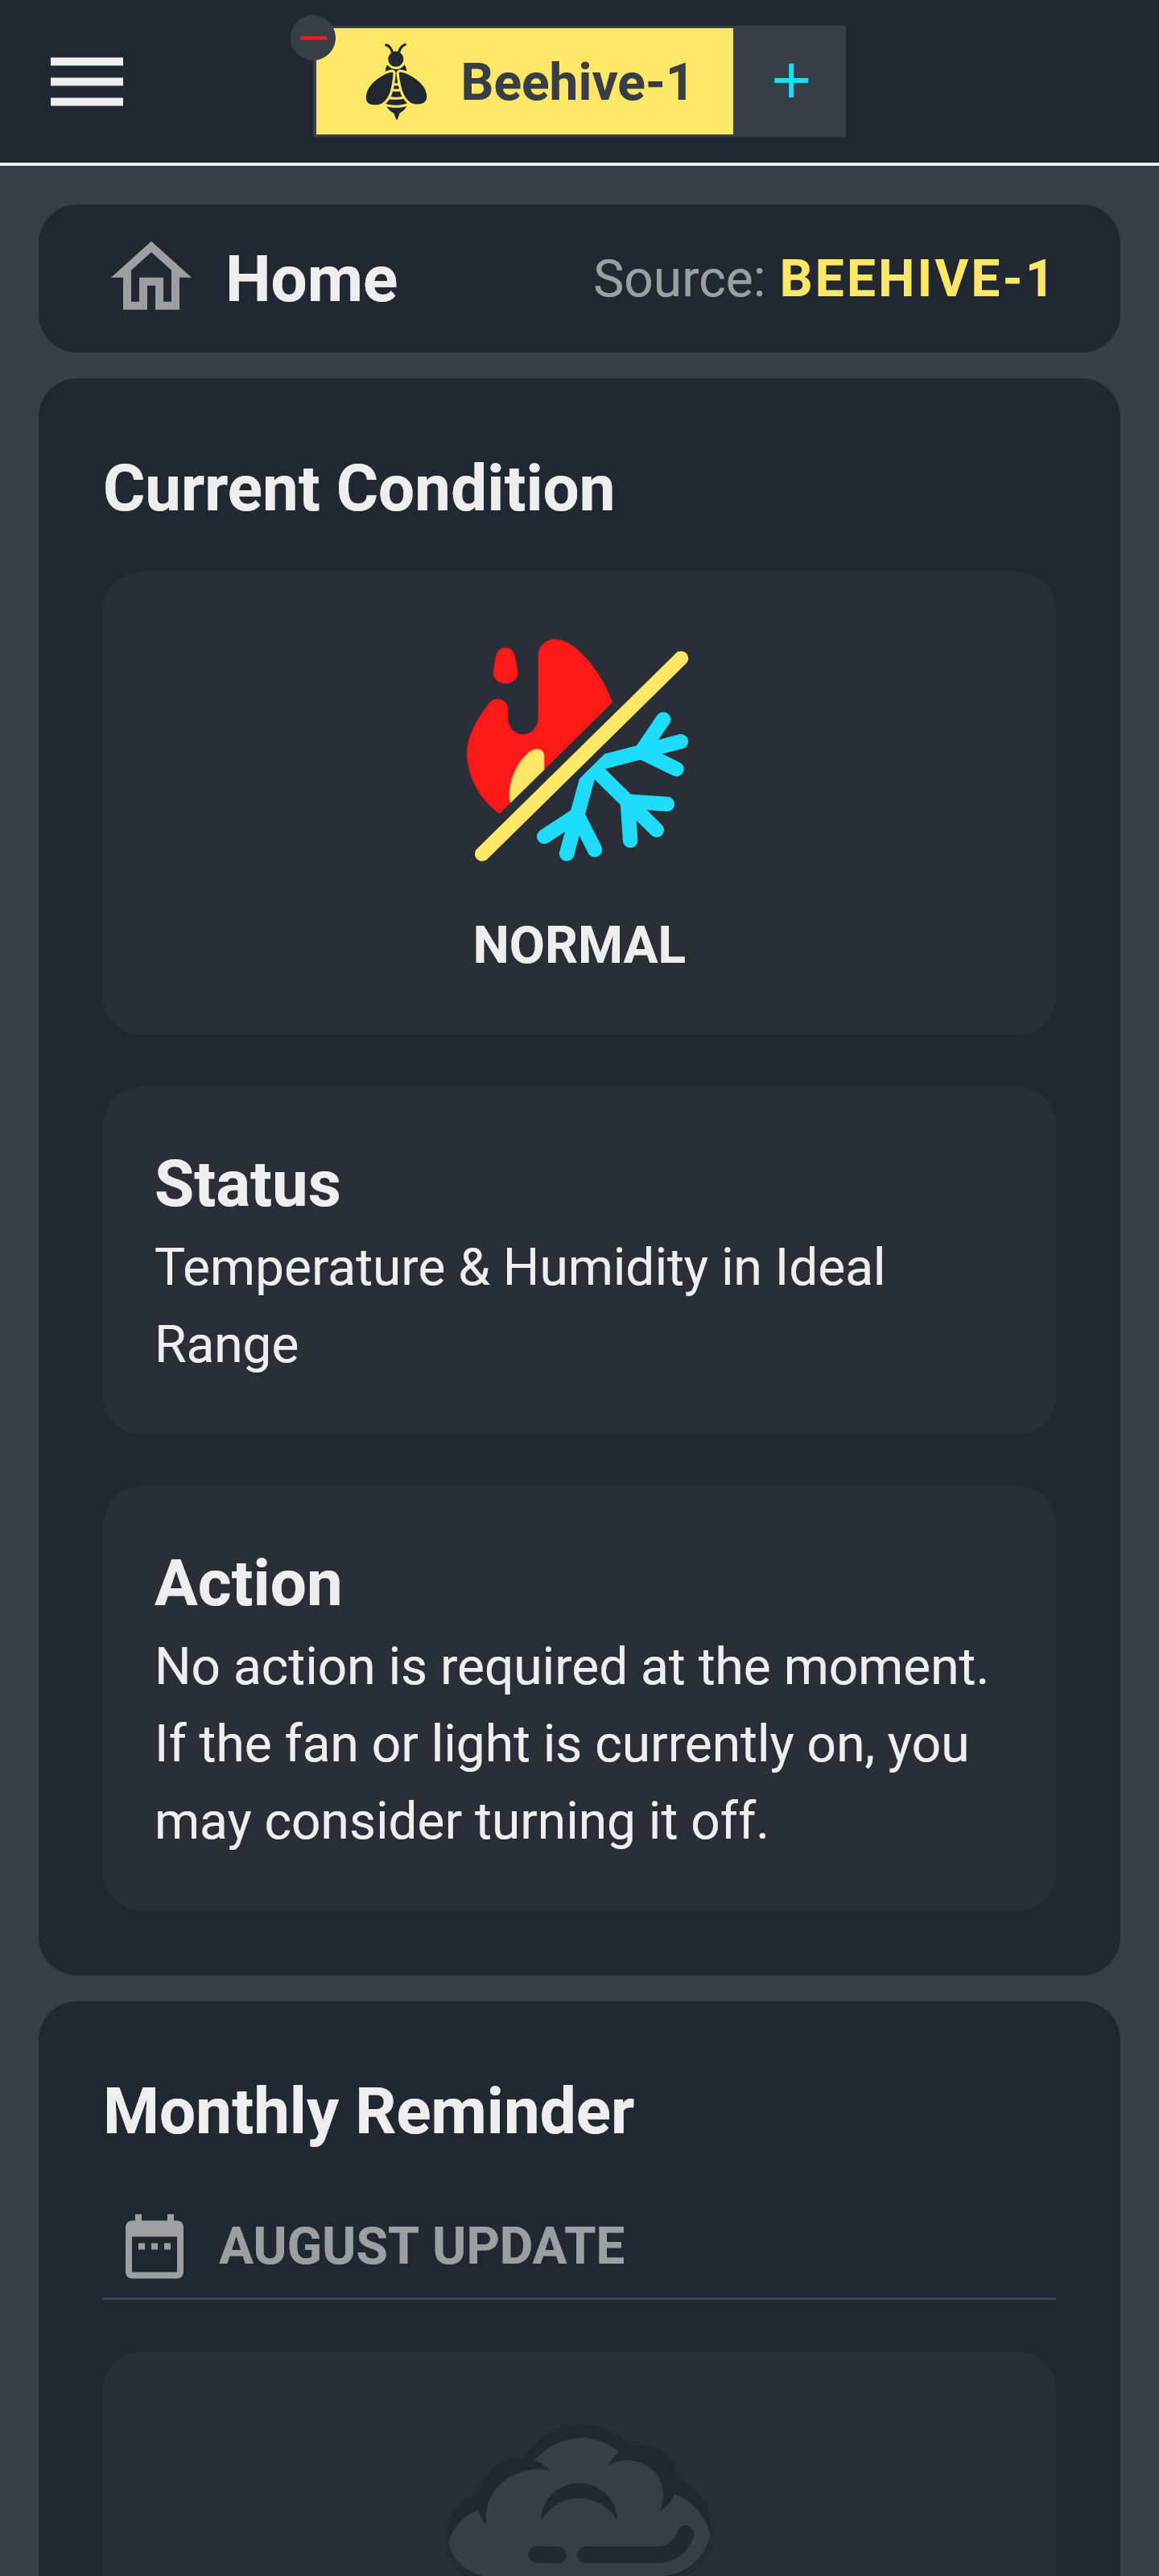 Beehive-1 +
Home Source: BEEHIVE-1
Current Condition
NORMAL
Status
Temperature & Humidity in Ideal
Range
Action
No action is required at the moment.
If the fan or light is currently on, you
may consider turning it off.
Monthly Reminder
AUGUST UPDATE